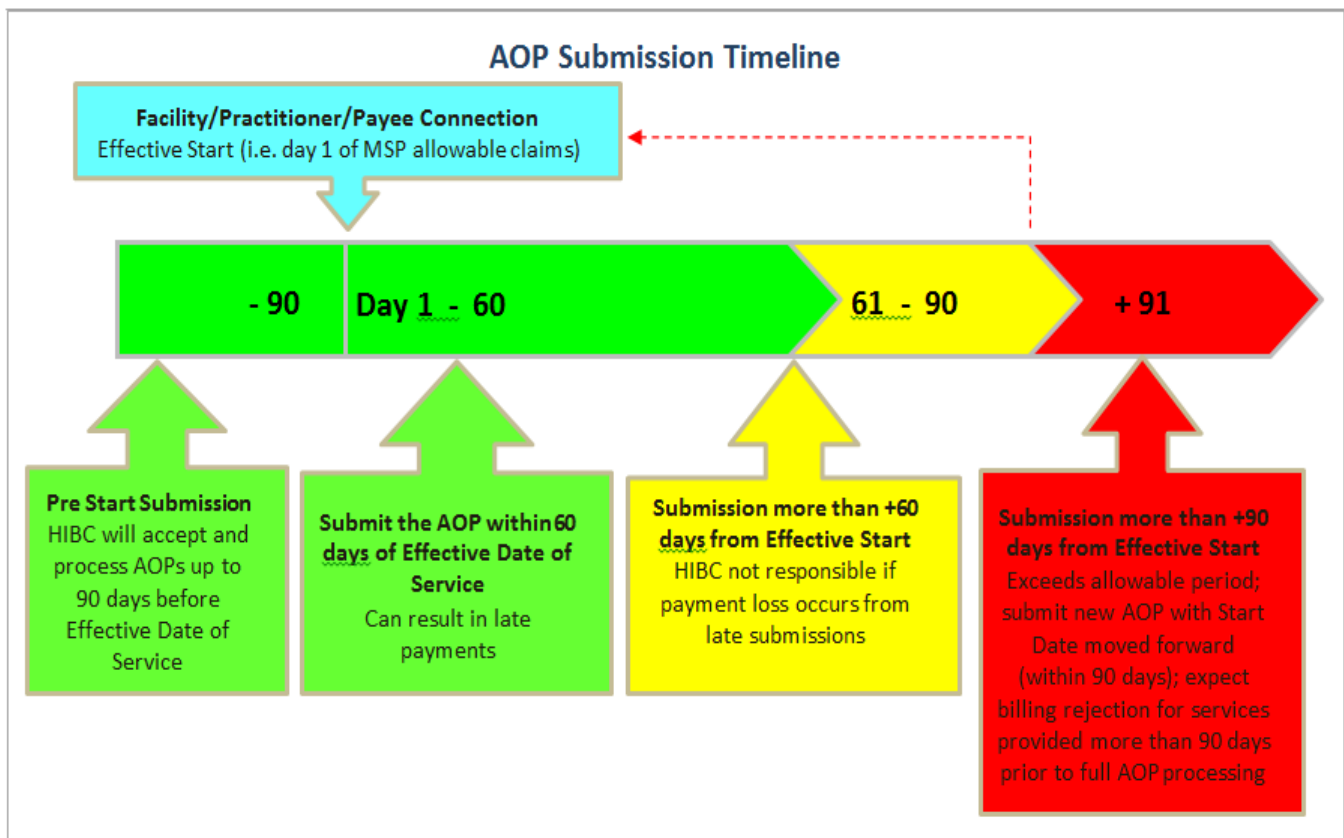 AOP Submission Timeline
Facility/Practitioner/Payee Connection
Effective Start (i.e. day 1 of MSP allowable claims)
- 90
Day 1 - 60
61 - 90
+ 91
Pre Start Submission
HIBC will accept and
process AOPs up to
90 days before
Effective Date of
Service
Submit the AOP within 60
days of Effective Date of
Service
Can result in late
payments
Submission more than +60
days from Effective Start
HIBC not responsible if
payment loss occurs from
late submissions
Submission more than +90
days from Effective Start
Exceeds allowable period;
submit new AOP with Start
Date moved forward
(within 90 days); expect
billing rejection for services
provided more than 90 days
prior to full AOP processing